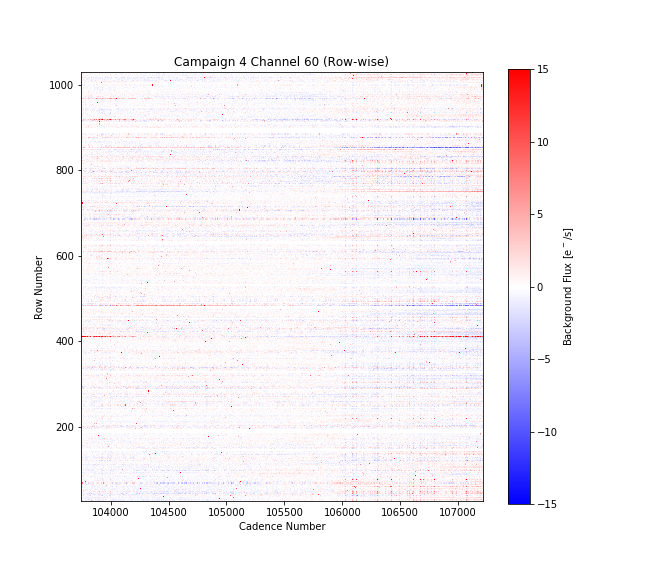 Campaign 4 Channel 60 (Row-wise)
1000
800
600
400
200
Row Number
104000 104500 105000 105500 106000 106500 107000
Cadence Number
15
10
5
0
−5
−10
−15
Background Flux [e⁻/s]